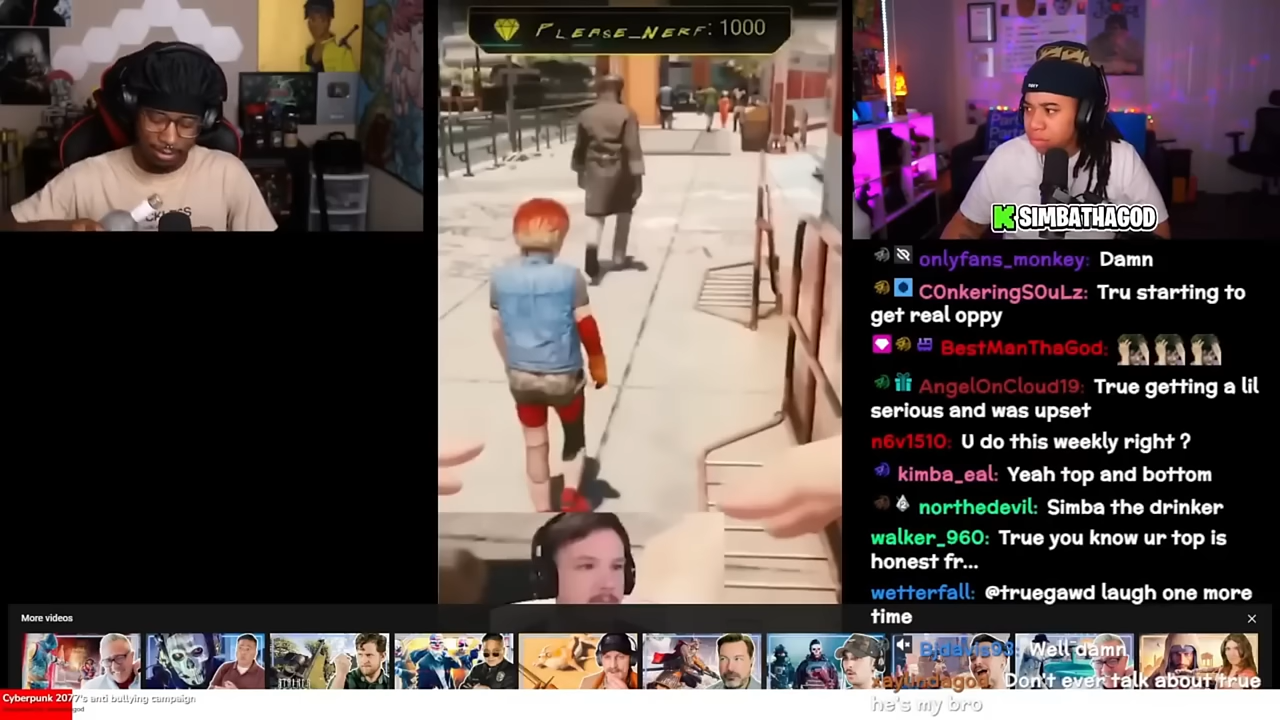 PLEASE_NERF: 1000
SIMBATHAGOD
onlyfans_monkey: Damn
C0nkeringS0uLz: Tru starting to
get real oppy
BestManThaGod:
AngelOnCloud19: True getting a lil
serious and was upset
n6v1510: U do this weekly right ?
kimba_eal: Yeah top and bottom
northedevil: Simba the drinker
walker_960: True you know ur top is
honest fr...
wetterfall: @truegawd laugh one more
time
More videos
Well damn
Don't ever talk about true
he's my bro
Cyberpunk 2077's anti bullying campaign